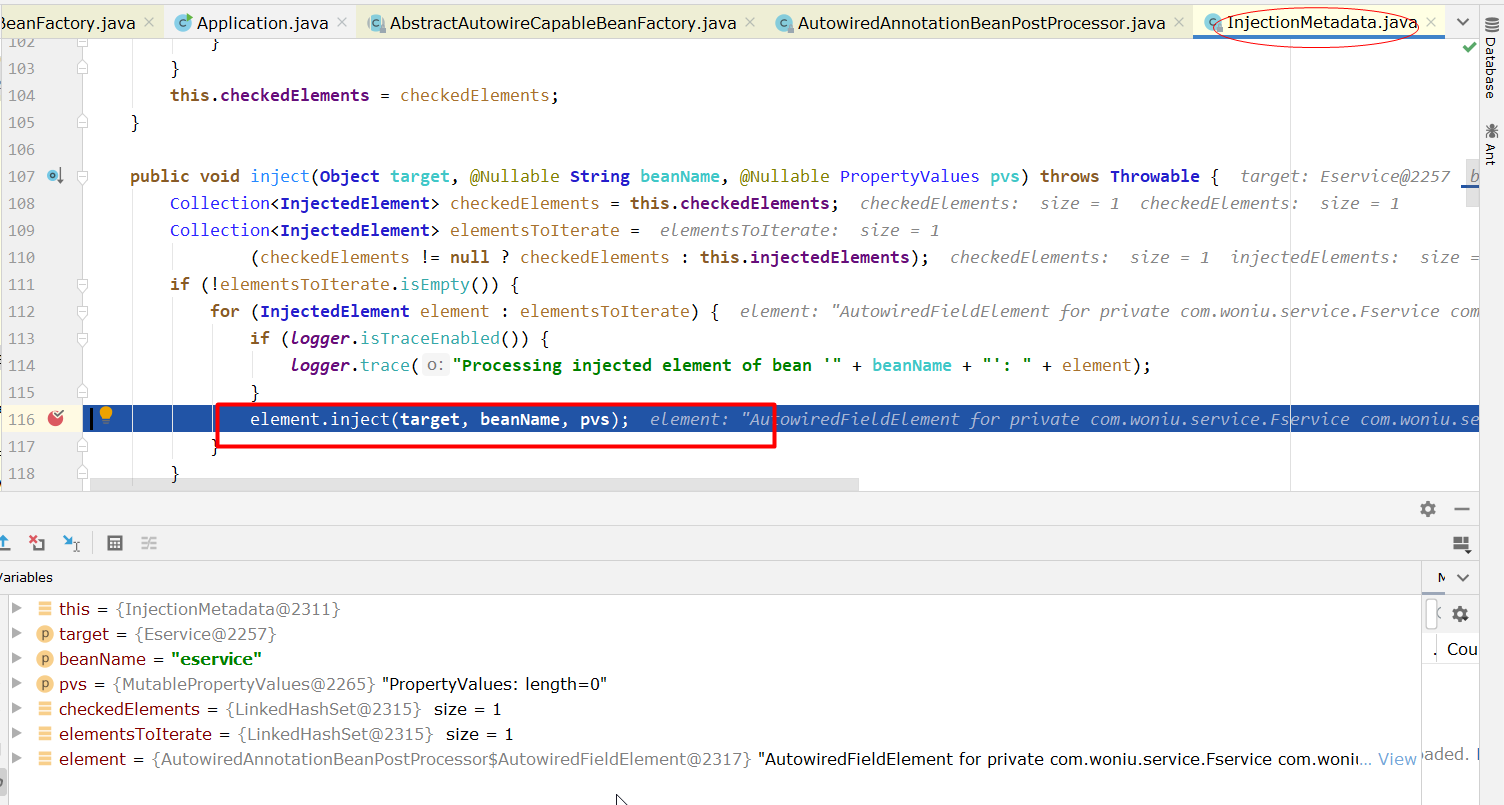 BeanFactory.java Application.java AbstractAutowireCapableBeanFactory.java AutowiredAnnotationBeanPostProcessor.java InjectionMetadata.java
102 }
103 }
104 this.checkedElements = checkedElements;
105 }
106
107 public void inject(Object target, @Nullable String beanName, @Nullable PropertyValues pvs) throws Throwable { target: Eservice@2257 b
108 Collection<InjectedElement> checkedElements = this.checkedElements; checkedElements: size = 1 checkedElements: size = 1
109 Collection<InjectedElement> elementsToIterate = elementsToIterate: size = 1
110 (checkedElements != null ? checkedElements : this.injectedElements); checkedElements: size = 1 injectedElements: size =
111 if (!elementsToIterate.isEmpty()) {
112 for (InjectedElement element : elementsToIterate) { element: "AutowiredFieldElement for private com.woniu.service.Fservice com
113 if (logger.isTraceEnabled()) {
114 logger.trace( o: "Processing injected element of bean '" + beanName + "': " + element);
115 }
116 element.inject(target, beanName, pvs); element: "AutowiredFieldElement for private com.woniu.service.Fservice com.woniu.se
117 }
118 }
Database
Ant
Variables
M
this = {InjectionMetadata@2311}
p target = {Eservice@2257}
p beanName = "eservice"
p pvs = {MutablePropertyValues@2265} "PropertyValues: length=0"
checkedElements = {LinkedHashSet@2315} size = 1
elementsToIterate = {LinkedHashSet@2315} size = 1
element = {AutowiredAnnotationBeanPostProcessor$AutowiredFieldElement@2317} "AutowiredFieldElement for private com.woniu.service.Fservice com.woniu... View
. Cou
oaded.